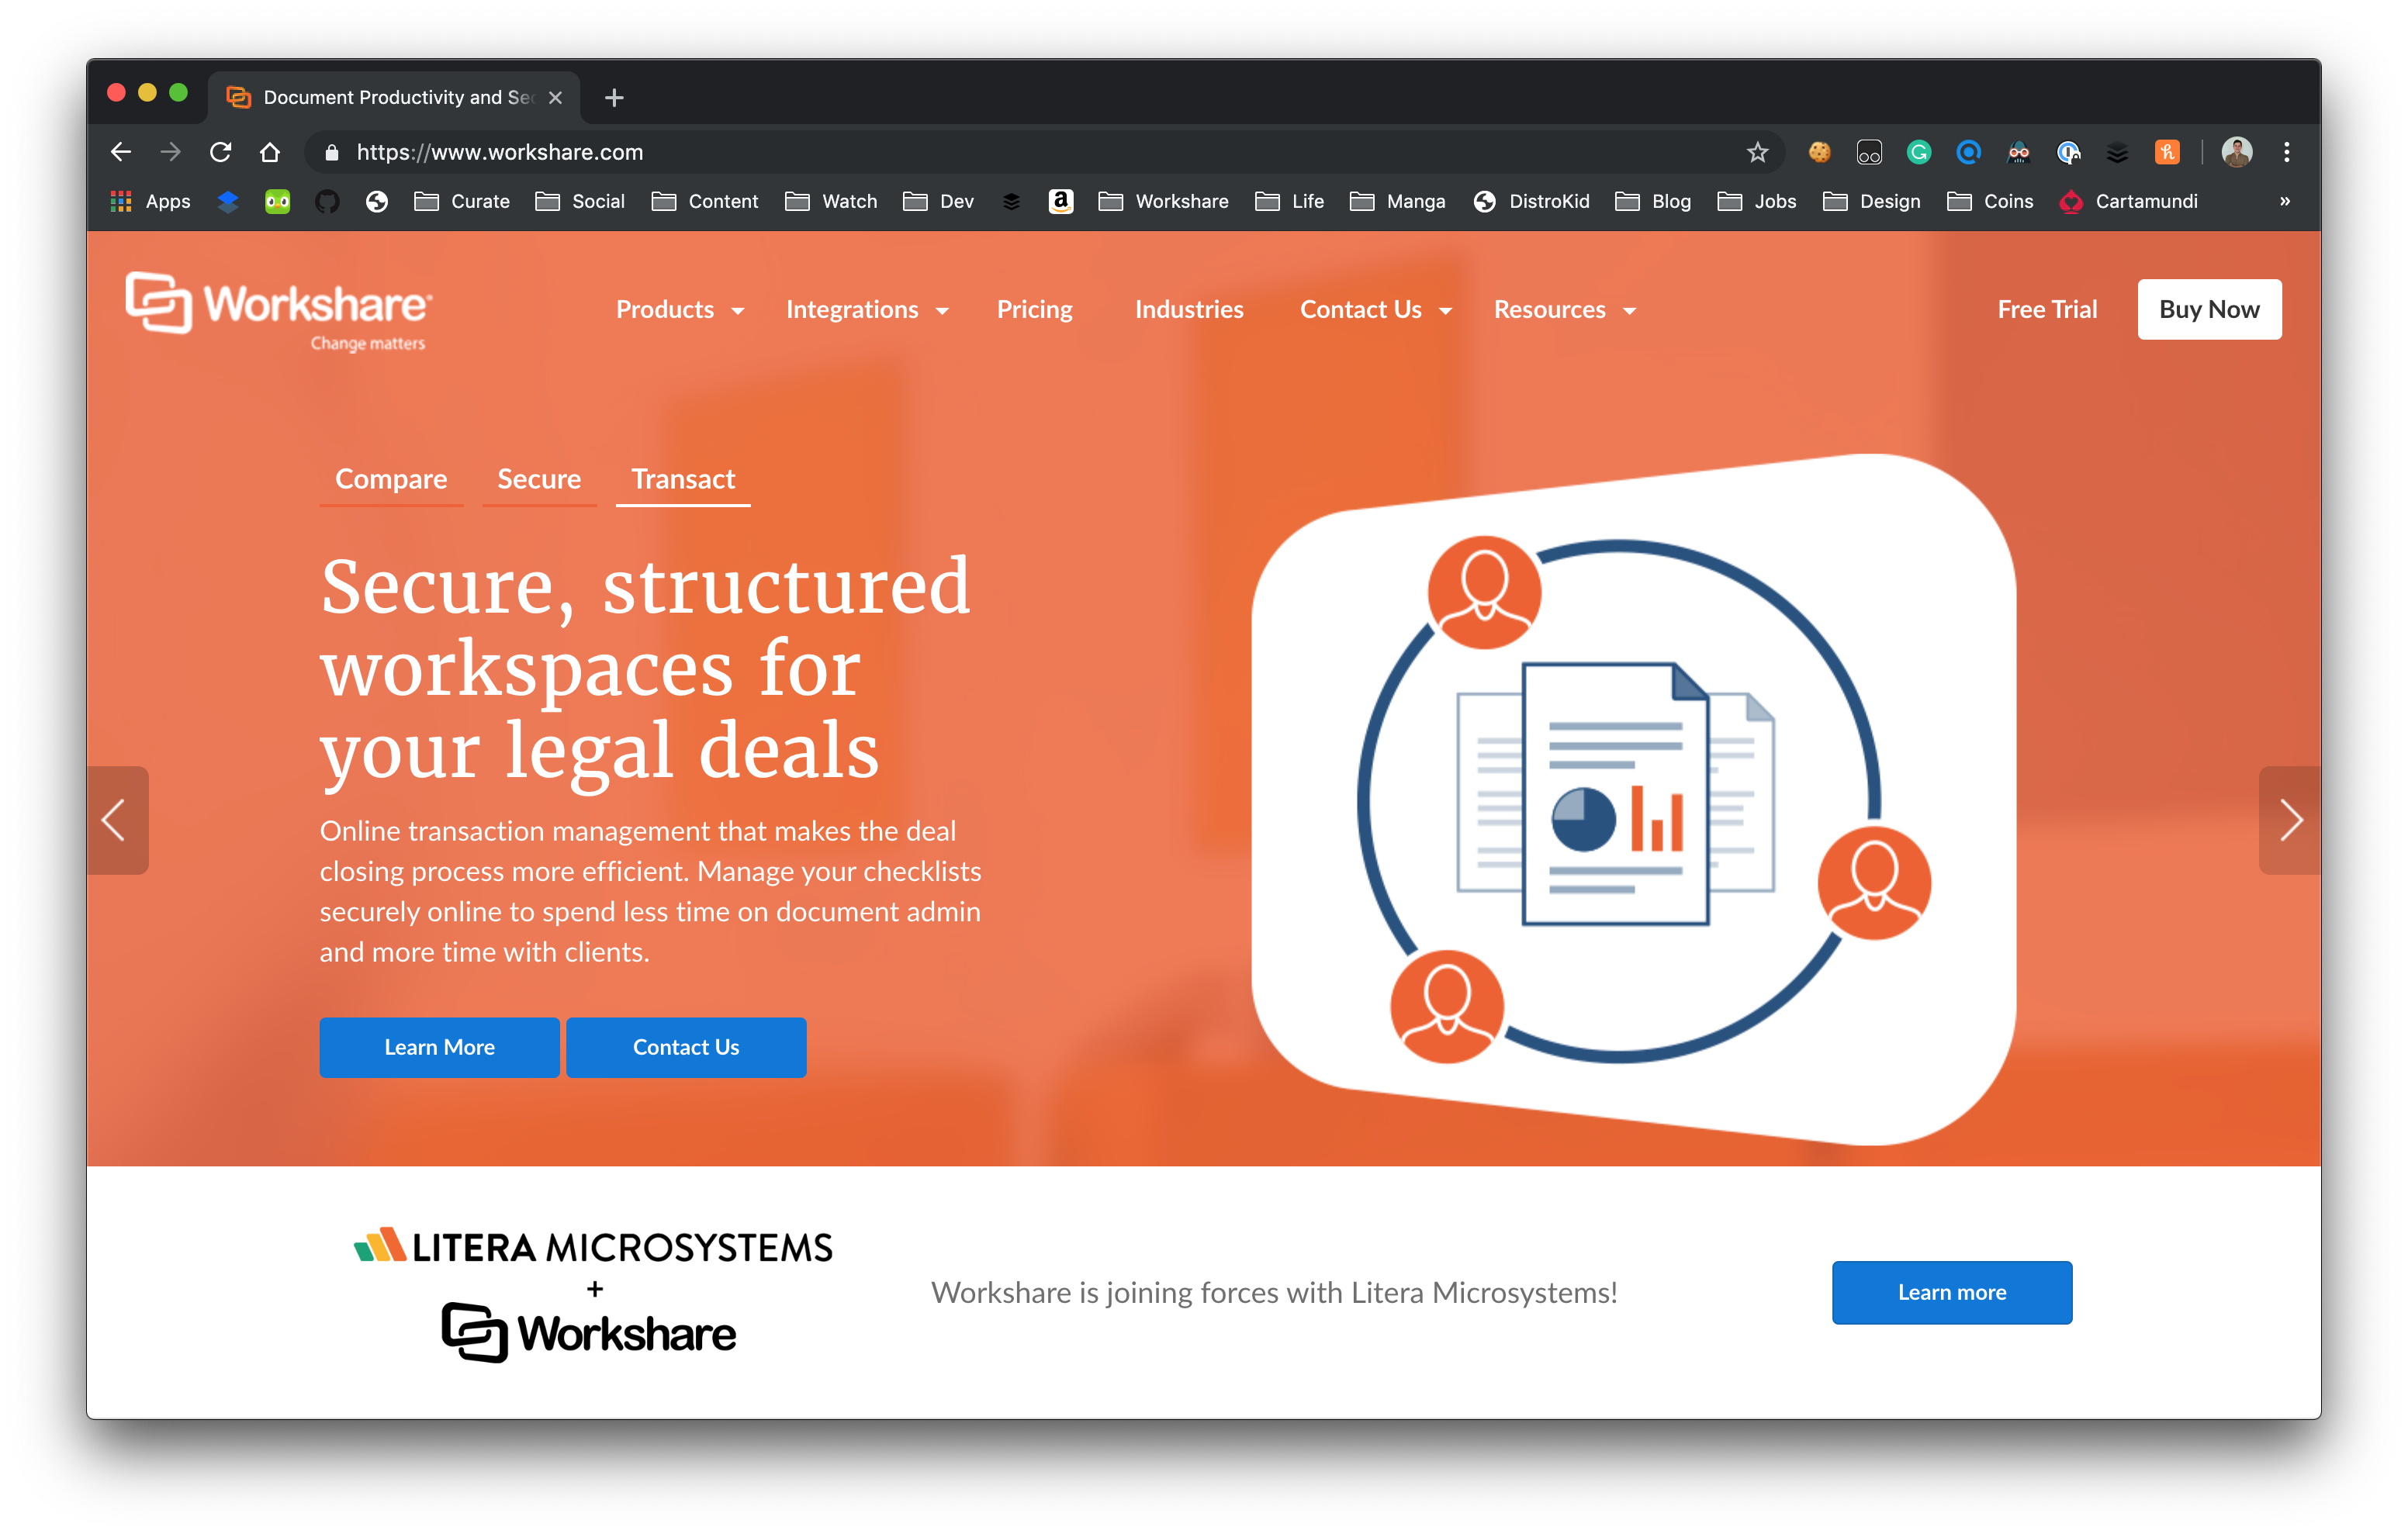 Document Productivity and Sec
https://www.workshare.com
Apps Curate Social Content Watch Dev Workshare Life Manga DistroKid Blog Jobs Design Coins Cartamundi »
Workshare
Change matters
Products Integrations Pricing Industries Contact Us Resources Free Trial Buy Now
Compare Secure Transact
Secure, structured
workspaces for
your legal deals
Online transaction management that makes the deal
closing process more efficient. Manage your checklists
securely online to spend less time on document admin
and more time with clients.
Learn More Contact Us
LITERA MICROSYSTEMS
+
Workshare
Workshare is joining forces with Litera Microsystems!
Learn more